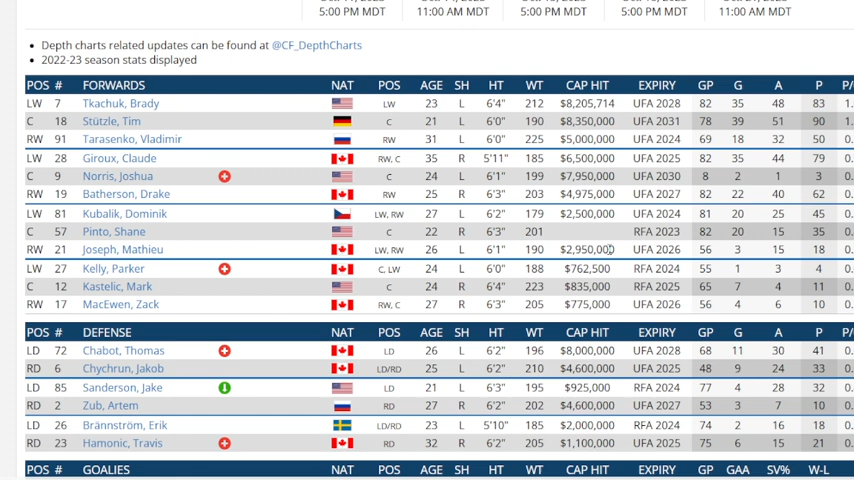 5:00 PM MDT 11:00 AM MDT 5:00 PM MDT 5:00 PM MDT 11:00 AM MDT
Depth charts related updates can be found at @CF_DepthCharts
2022-23 season stats displayed
POS # FORWARDS NAT POS AGE SH HT WT CAP HIT EXPIRY GP G A P P/
LW 7 Tkachuk, Brady LW 23 L 6'4" 212 $8,205,714 UFA 2028 82 35 48 83 1.
C 18 Stützle, Tim C 21 L 6'0" 190 $8,350,000 UFA 2031 78 39 51 90 1.
RW 91 Tarasenko, Vladimir RW 31 L 6'0" 225 $5,000,000 UFA 2024 69 18 32 50 0.
LW 28 Giroux, Claude RW, C 35 R 5'11" 185 $6,500,000 UFA 2025 82 35 44 79 0.
C 9 Norris, Joshua C 24 L 6'1" 199 $7,950,000 UFA 2030 8 2 1 3 0.
RW 19 Batherson, Drake RW 25 R 6'3" 203 $4,975,000 UFA 2027 82 22 40 62 0.
LW 81 Kubalik, Dominik LW, RW 27 L 6'2" 179 $2,500,000 UFA 2024 81 20 25 45 0.
C 57 Pinto, Shane C 22 R 6'3" 201 RFA 2023 82 20 15 35 0.
RW 21 Joseph, Mathieu LW, RW 26 L 6'1" 190 $2,950,000 UFA 2026 56 3 15 18 0.
LW 27 Kelly, Parker C, LW 24 L 6'0" 188 $762,500 RFA 2024 55 1 3 4 0.
C 12 Kastelic, Mark C 24 R 6'4" 223 $835,000 RFA 2025 65 7 4 11 0.
RW 17 MacEwen, Zack RW, C 27 R 6'3" 205 $775,000 UFA 2026 56 4 6 10 0.
POS # DEFENSE NAT POS AGE SH HT WT CAP HIT EXPIRY GP G A P P/
LD 72 Chabot, Thomas LD 26 L 6'2" 196 $8,000,000 UFA 2028 68 11 30 41 0.
RD 6 Chychrun, Jakob LD/RD 25 L 6'2" 210 $4,600,000 UFA 2025 48 9 24 33 0.
LD 85 Sanderson, Jake LD 21 L 6'3" 195 $925,000 RFA 2024 77 4 28 32 0.
RD 2 Zub, Artem RD 27 R 6'2" 202 $4,600,000 UFA 2027 53 3 7 10 0.
LD 26 Brännström, Erik LD/RD 23 L 5'10" 185 $2,000,000 RFA 2024 74 2 16 18 0.
RD 23 Hamonic, Travis RD 32 R 6'2" 205 $1,100,000 UFA 2025 75 6 15 21 0.
POS # GOALIES NAT POS AGE SH HT WT CAP HIT EXPIRY GP GAA SV% W-L